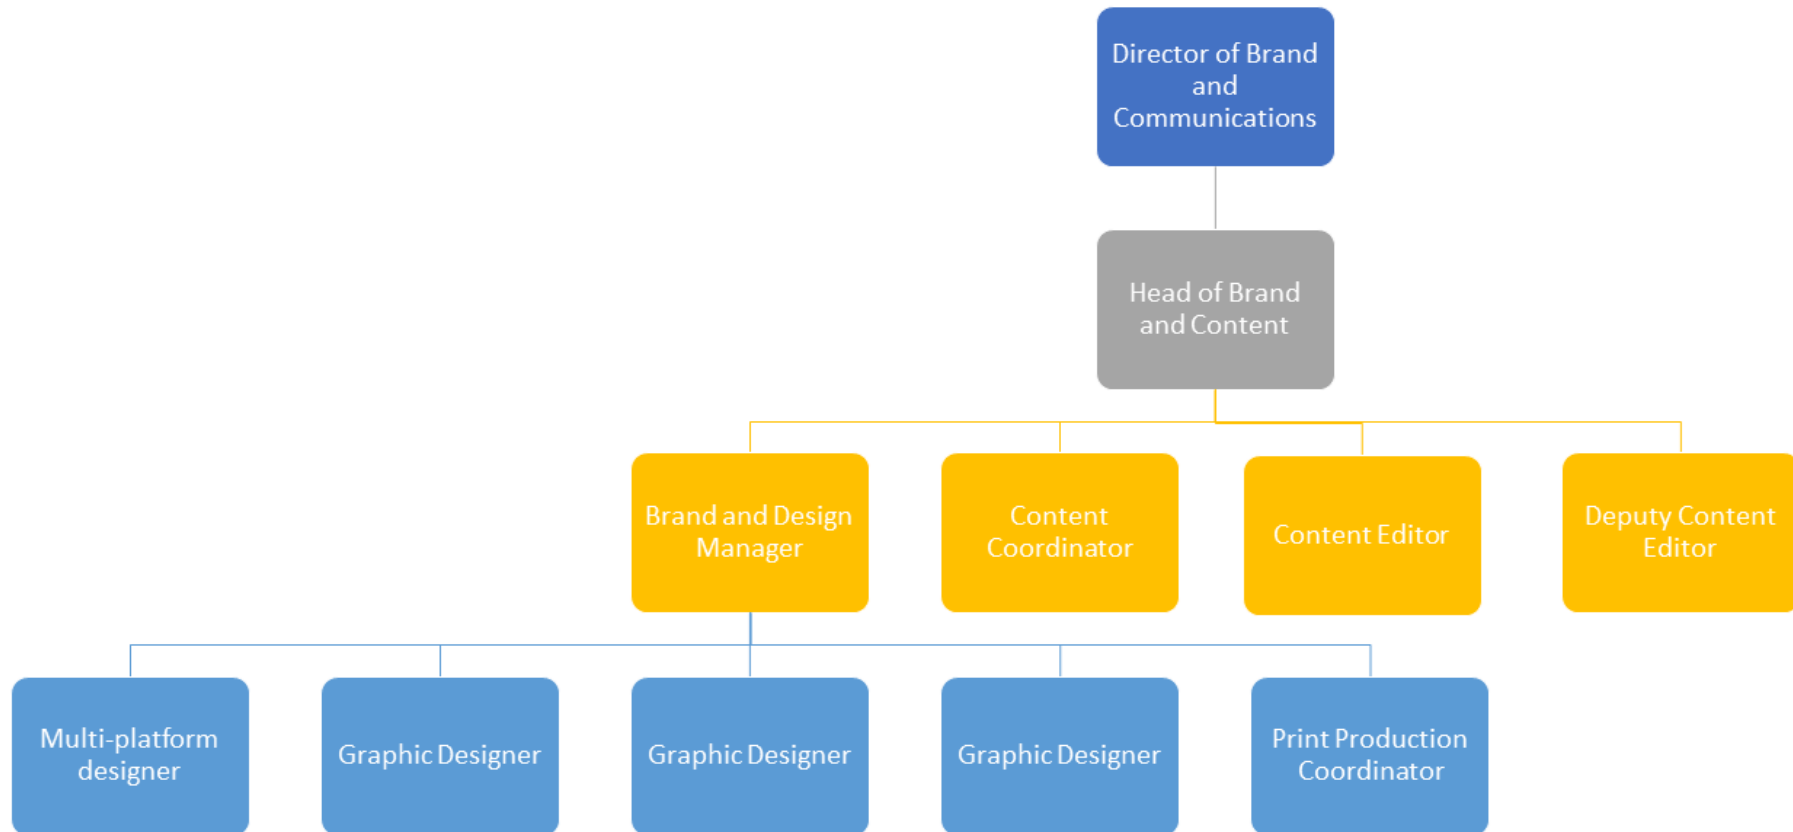 Director of Brand
and
Communications
Head of Brand
and Content
Brand and Design
Manager
Content
Coordinator
Content Editor
Deputy Content
Editor
Multi-platform
designer
Graphic Designer
Graphic Designer
Graphic Designer
Print Production
Coordinator